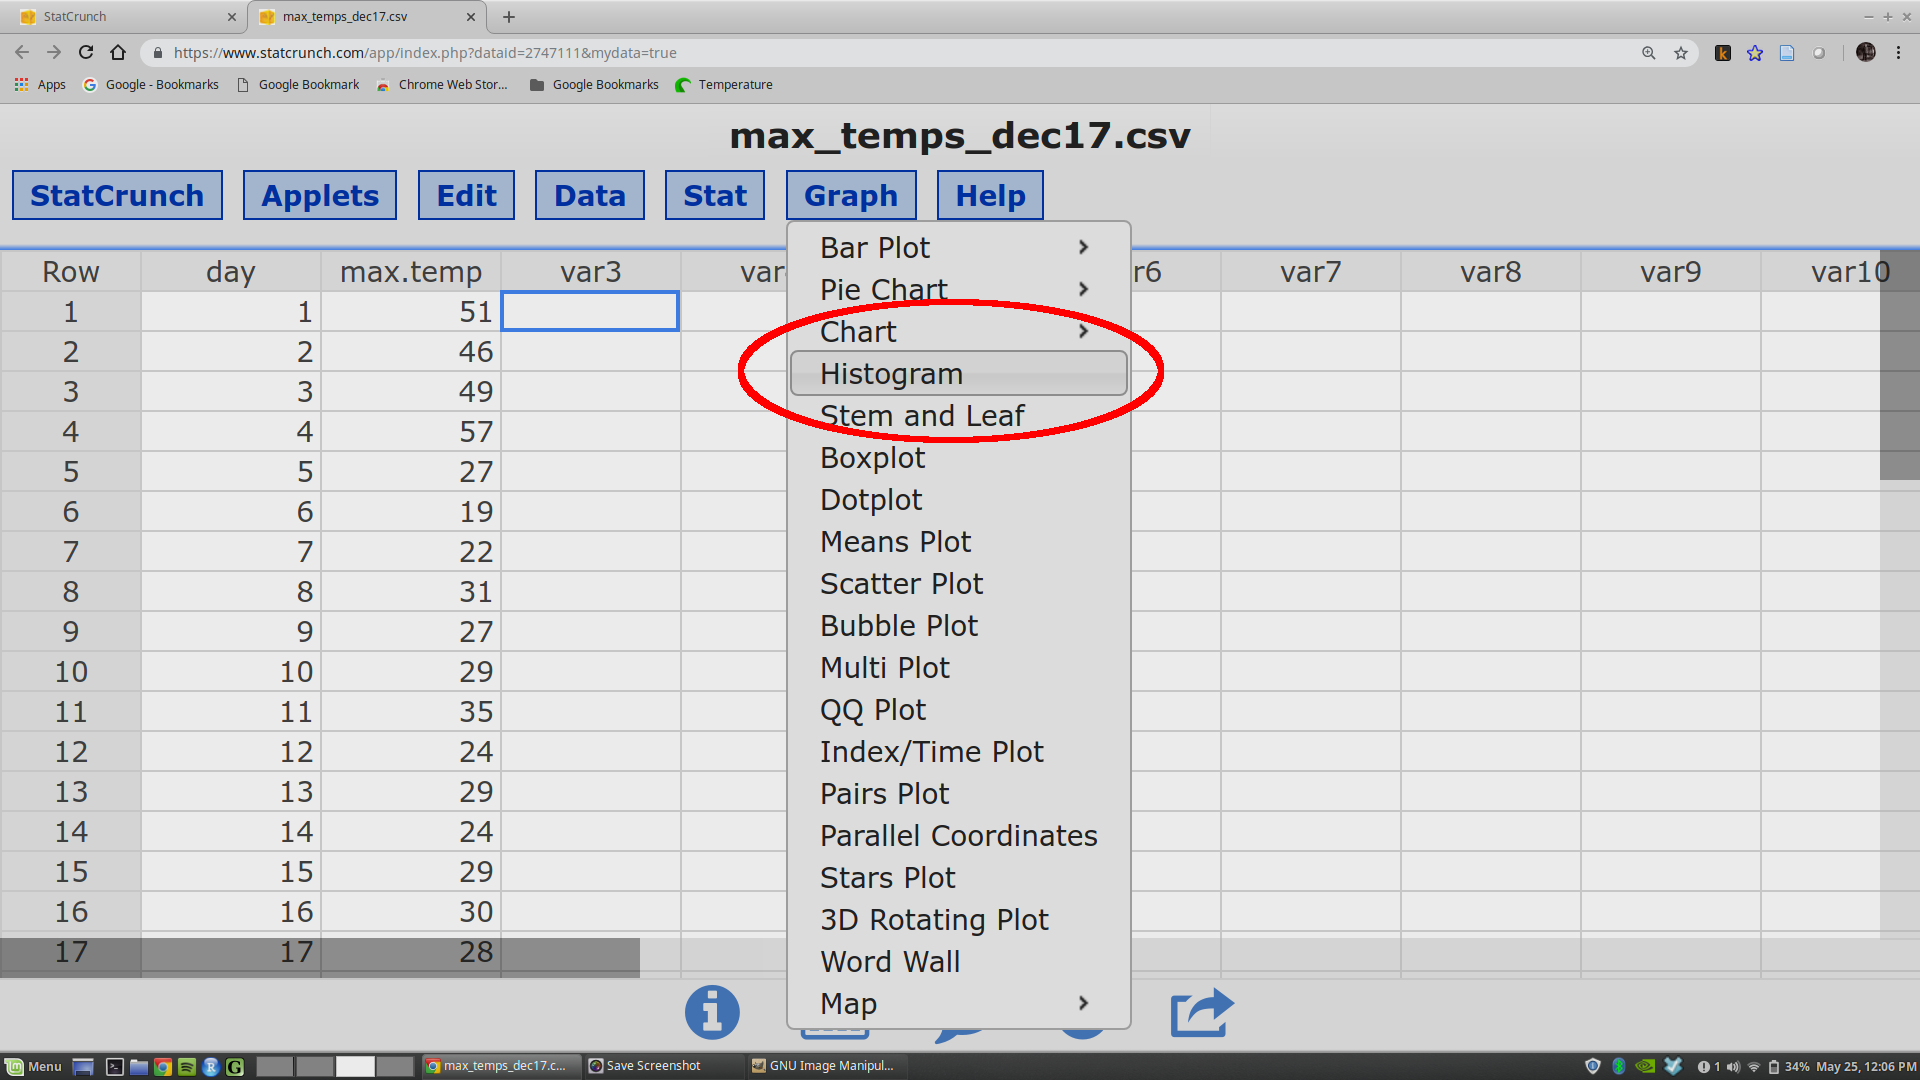 StatCrunch
max_temps_dec17.csv
https://www.statcrunch.com/app/index.php?dataid=2747111&mydata=true
Apps Google - Bookmarks Google Bookmark Chrome Web Stor... Google Bookmarks Temperature
max_temps_dec17.csv
StatCrunch Applets Edit Data Stat Graph Help
Row day max.temp var3 var r6 var7 var8 var9 var10
1 1 51
2 2 46
3 3 49
4 4 57
5 5 27
6 6 19
7 7 22
8 8 31
9 9 27
10 10 29
11 11 35
12 12 24
13 13 29
14 14 24
15 15 29
16 16 30
17 17 28
Bar Plot
Pie Chart
Chart
Histogram
Stem and Leaf
Boxplot
Dotplot
Means Plot
Scatter Plot
Bubble Plot
Multi Plot
QQ Plot
Index/Time Plot
Pairs Plot
Parallel Coordinates
Stars Plot
3D Rotating Plot
Word Wall
Map
Menu max_temps_dec17.c... Save Screenshot GNU Image Manipul... 1 34% May 25, 12:06 PM